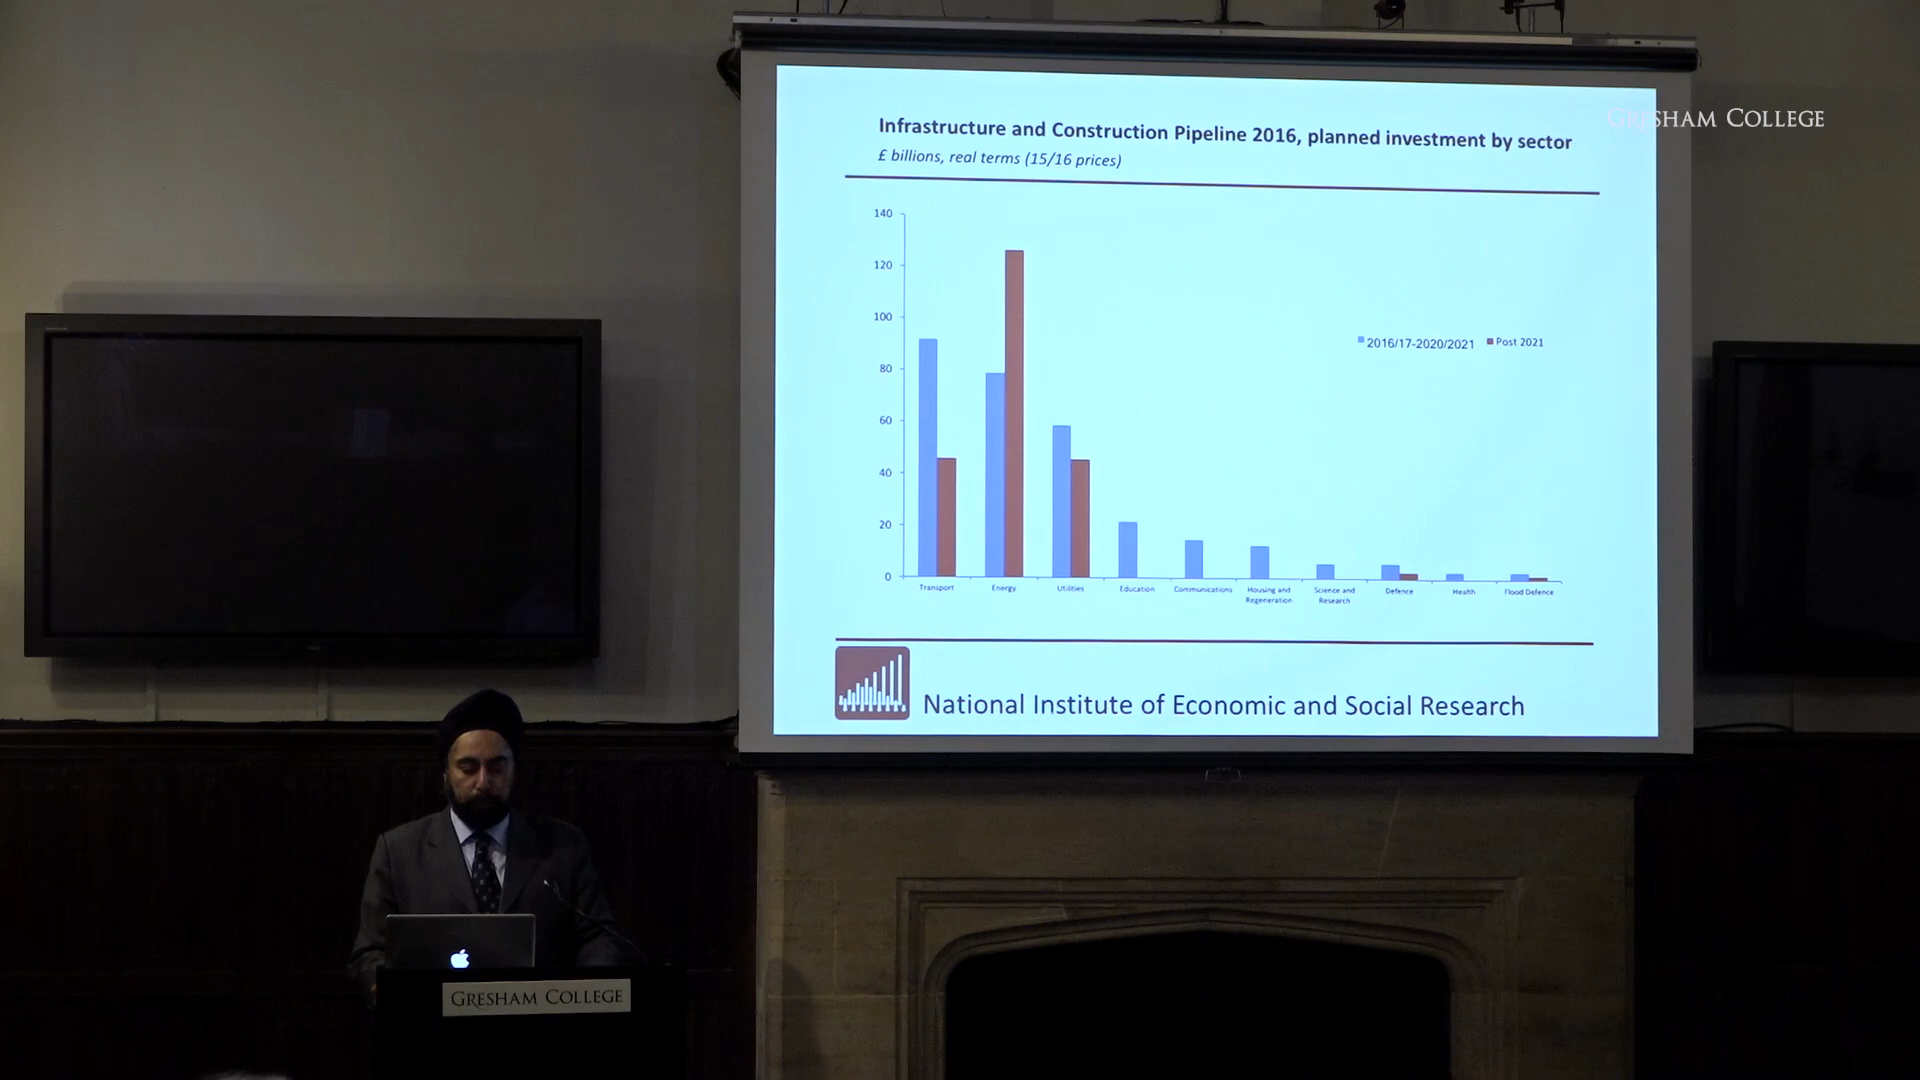 GRESHAM COLLEGE
Infrastructure and Construction Pipeline 2016, planned investment by sector
£ billions, real terms (15/16 prices)
140
120
100
80
60
40
20
0
2016/17-2020/2021 Post 2021
Transport Energy Utilities Education Communications Housing and Regeneration Science and Research Defence Health Flood Defence
National Institute of Economic and Social Research
GRESHAM COLLEGE